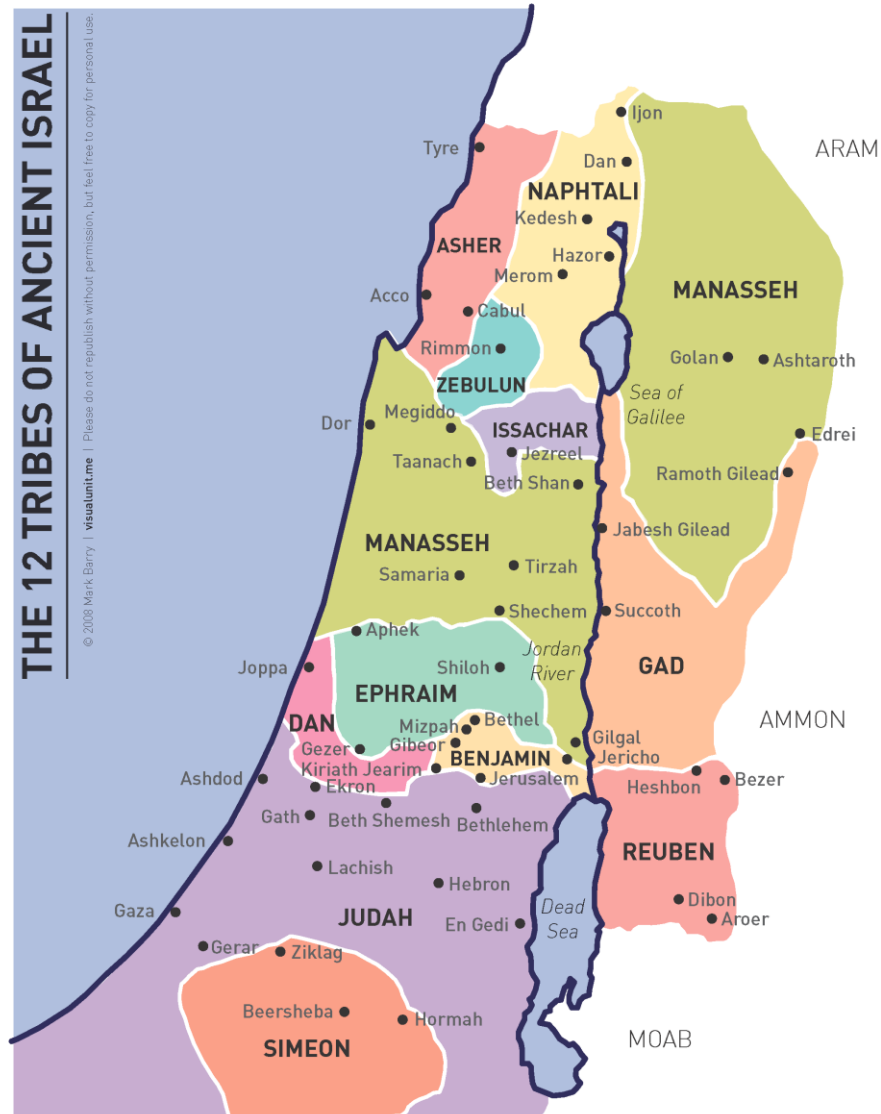 THE 12 TRIBES OF ANCIENT ISRAEL
© 2008 Mark Barry | visualunit.me | Please do not republish without permission, but feel free to copy for personal use.
Ijon
ARAM
Tyre
Dan
NAPHTALI
Kedesh
ASHER
Hazor
Merom
MANASSEH
Acco
Cabul
Rimmon
Golan
Ashtaroth
ZEBULUN
Sea of
Galilee
Megiddo
Dor
ISSACHAR
Edrei
Jezreel
Taanach
Ramoth Gilead
Beth Shan
Jabesh Gilead
MANASSEH
Tirzah
Samaria
Shechem
Succoth
Aphek
Jordan
River
Joppa
Shiloh
GAD
EPHRAIM
DAN
Bethel
AMMON
Mizpah
Gibeor
Gilgal
Gezer
BENJAMIN
Jericho
Kiriath Jearim
Jerusalem
Ashdod
Ekron
Heshbon
Bezer
Gath
Beth Shemesh
Bethlehem
Ashkelon
REUBEN
Lachish
Hebron
Dibon
Gaza
JUDAH
En Gedi
Dead
Sea
Aroer
Gerar
Ziklag
Beersheba
Hormah
MOAB
SIMEON